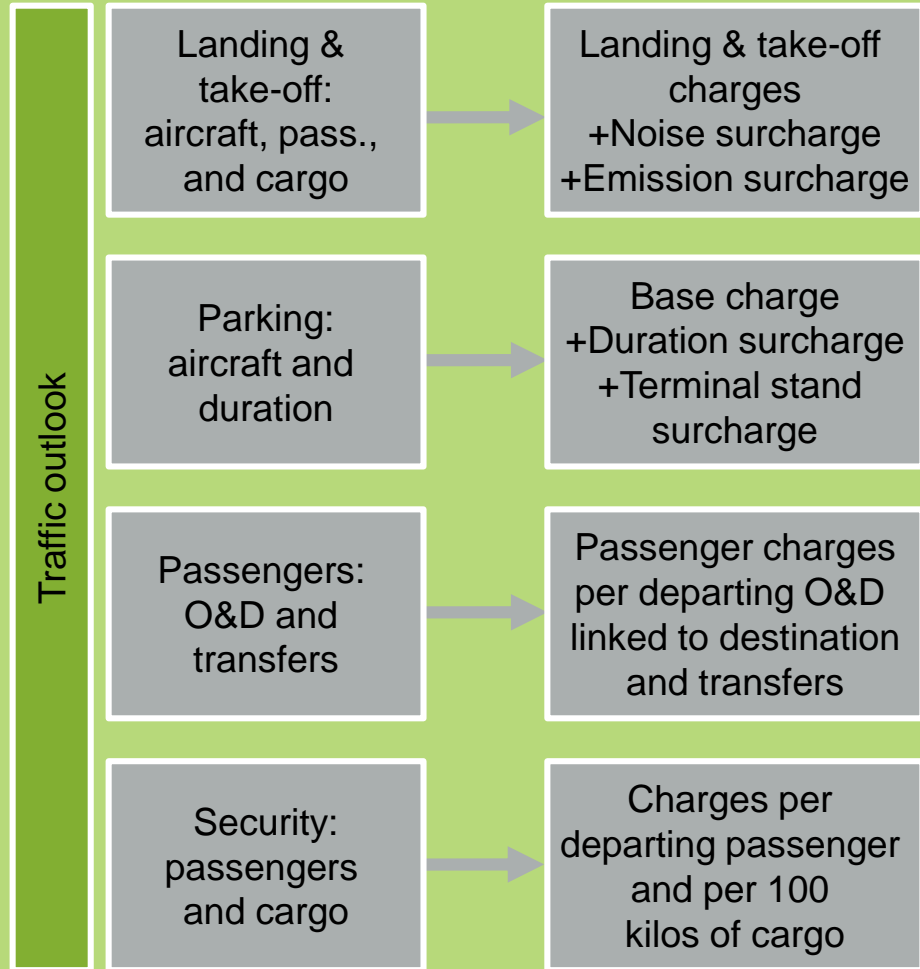 Traffic outlook
Landing &
take-off:
aircraft, pass.,
and cargo
Landing & take-off
charges
+Noise surcharge
+Emission surcharge
Parking:
aircraft and
duration
Base charge
+Duration surcharge
+Terminal stand
surcharge
Passengers:
O&D and
transfers
Passenger charges
per departing O&D
linked to destination
and transfers
Security:
passengers
and cargo
Charges per
departing passenger
and per 100
kilos of cargo